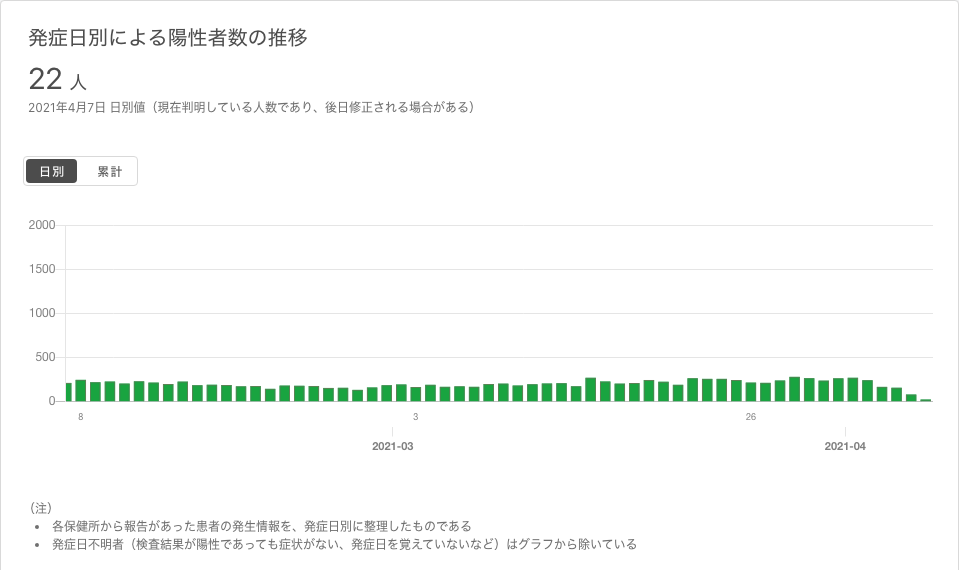 発症日別による陽性者数の推移
22 人
2021年4月7日 日別値（現在判明している人数であり、後日修正される場合がある）
日別 累計
2000
1500
1000
500
0
8 3 26
2021-03 2021-04
（注）
• 各保健所から報告があった患者の発生情報を、発症日別に整理したものである
• 発症日不明者（検査結果が陽性であっても症状がない、発症日を覚えていないなど）はグラフから除いている